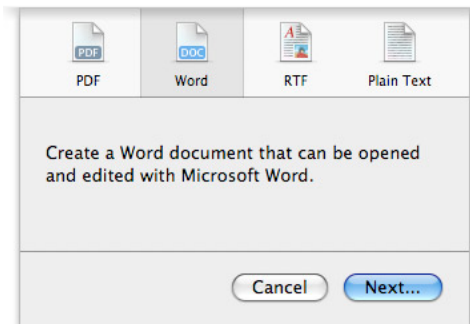 PDF DOC
PDF Word RTF Plain Text
Create a Word document that can be opened
and edited with Microsoft Word.
Cancel Next...